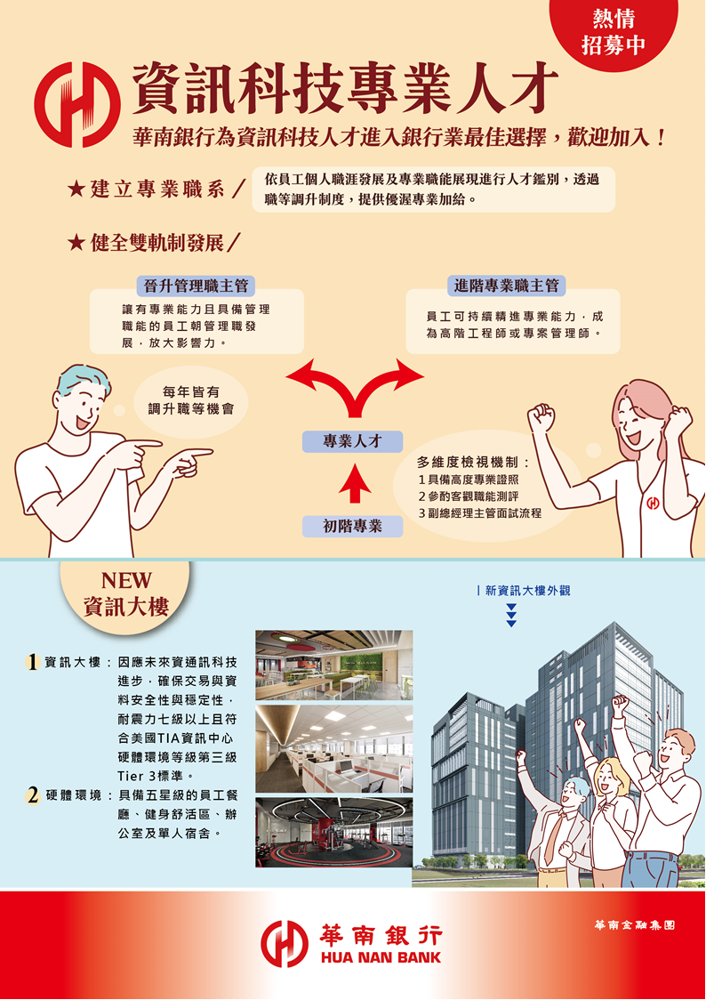 熱情
招募中
資訊科技專業人才
華南銀行為資訊科技人才進入銀行業最佳選擇，歡迎加入！
★建立專業職系/
依員工個人職涯發展及專業職能展現進行人才鑑別，透過
職等調升制度，提供優渥專業加給。
★健全雙軌制發展/
晉升管理職主管
讓有專業能力且具備管理
職能的員工朝管理職發
展，放大影響力。
進階專業職主管
員工可持續精進專業能力，成
為高階工程師或專案管理師。
每年皆有
調升職等機會
專業人才
初階專業
多維度檢視機制：
1具備高度專業證照
2參酌客觀職能測評
3副總經理主管面試流程
NEW
資訊大樓
|新資訊大樓外觀
1 資訊大樓：因應未來資通訊科技
進步，確保交易與資
料安全性與穩定性，
耐震力七級以上且符
合美國TIA資訊中心
硬體環境等級第三級
Tier 3標準。
2 硬體環境：具備五星級的員工餐
廳、健身舒活區、辦
公室及單人宿舍。
華南銀行
HUA NAN BANK
華南金融集團